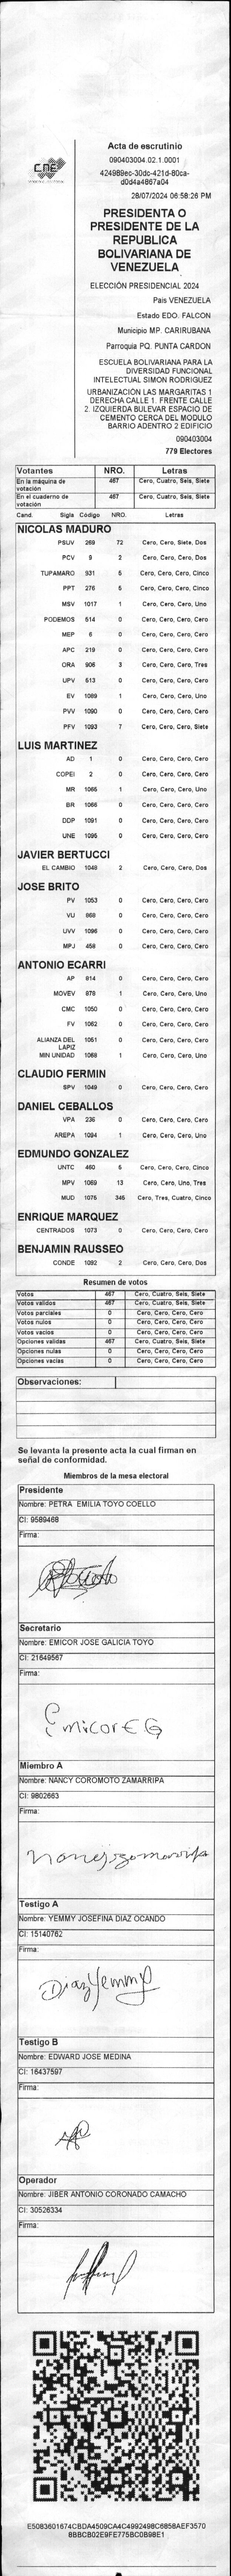 CNE
Acta de escrutinio
090403004.02.1.0001
424989ec-30dc-421d-80ca-
d0d4a4867a04
28/07/2024 06:58:26 PM
PRESIDENTA O
PRESIDENTE DE LA
REPUBLICA
BOLIVARIANA DE
VENEZUELA
ELECCIÓN PRESIDENCIAL 2024
Pais VENEZUELA
Estado EDO. FALCON
Municipio MP. CARIRUBANA
Parroquia PQ. PUNTA CARDON
ESCUELA BOLIVARIANA PARA LA
DIVERSIDAD FUNCIONAL
INTELECTUAL SIMON RODRIGUEZ
URBANIZACIÓN LAS MARGARITAS 1
DERECHA CALLE 1. FRENTE CALLE
2. IZQUIERDA BULEVAR ESPACIO DE
CEMENTO CERCA DEL MODULO
BARRIO ADENTRO 2 EDIFICIO
090403004
779 Electores
Votantes NRO. Letras
En la máquina de votación 467 Cero, Cuatro, Seis, Siete
En el cuaderno de votación 467 Cero, Cuatro, Seis, Siete
Cand. Sigla Código NRO. Letras
NICOLAS MADURO
PSUV 269 72 Cero, Cero, Siete, Dos
PCV 9 2 Cero, Cero, Cero, Dos
TUPAMARO 931 5 Cero, Cero, Cero, Cinco
PPT 276 5 Cero, Cero, Cero, Cinco
MSV 1017 1 Cero, Cero, Cero, Uno
PODEMOS 514 0 Cero, Cero, Cero, Cero
MEP 6 0 Cero, Cero, Cero, Cero
APC 219 0 Cero, Cero, Cero, Cero
ORA 906 3 Cero, Cero, Cero, Tres
UPV 513 0 Cero, Cero, Cero, Cero
EV 1089 1 Cero, Cero, Cero, Uno
PVV 1090 0 Cero, Cero, Cero, Cero
PFV 1093 7 Cero, Cero, Cero, Siete
LUIS MARTINEZ
AD 1 0 Cero, Cero, Cero, Cero
COPEI 2 0 Cero, Cero, Cero, Cero
MR 1065 1 Cero, Cero, Cero, Uno
BR 1066 0 Cero, Cero, Cero, Cero
DDP 1091 0 Cero, Cero, Cero, Cero
UNE 1095 0 Cero, Cero, Cero, Cero
JAVIER BERTUCCI
EL CAMBIO 1048 2 Cero, Cero, Cero, Dos
JOSE BRITO
PV 1053 0 Cero, Cero, Cero, Cero
VU 969 0 Cero, Cero, Cero, Cero
UVV 1096 0 Cero, Cero, Cero, Cero
MPJ 458 0 Cero, Cero, Cero, Cero
ANTONIO ECARRI
AP 914 0 Cero, Cero, Cero, Cero
MOVEV 878 1 Cero, Cero, Cero, Uno
CMC 1050 0 Cero, Cero, Cero, Cero
FV 1062 0 Cero, Cero, Cero, Cero
ALIANZA DEL LAPIZ 1051 0 Cero, Cero, Cero, Cero
MIN UNIDAD 1068 1 Cero, Cero, Cero, Uno
CLAUDIO FERMIN
SPV 1049 0 Cero, Cero, Cero, Cero
DANIEL CEBALLOS
VPA 236 0 Cero, Cero, Cero, Cero
AREPA 1094 1 Cero, Cero, Cero, Uno
EDMUNDO GONZALEZ
UNTC 460 5 Cero, Cero, Cero, Cinco
MPV 1069 13 Cero, Cero, Uno, Tres
MUD 1075 345 Cero, Tres, Cuatro, Cinco
ENRIQUE MARQUEZ
CENTRADOS 1073 0 Cero, Cero, Cero, Cero
BENJAMIN RAUSSEO
CONDE 1092 2 Cero, Cero, Cero, Dos
Resumen de votos
Votos 467 Cero, Cuatro, Seis, Siete
Votos validos 467 Cero, Cuatro, Seis, Siete
Votos parciales 0 Cero, Cero, Cero, Cero
Votos nulos 0 Cero, Cero, Cero, Cero
Votos vacios 0 Cero, Cero, Cero, Cero
Opciones validas 467 Cero, Cuatro, Seis, Siete
Opciones nulas 0 Cero, Cero, Cero, Cero
Opciones vacias 0 Cero, Cero, Cero, Cero
Observaciones:
Se levanta la presente acta la cual firman en
señal de conformidad.
Miembros de la mesa electoral
Presidente
Nombre: PETRA EMILIA TOYO COELLO
CI: 9589468
Firma:
Secretario
Nombre: EMICOR JOSE GALICIA TOYO
CI: 21649567
Firma:
Emicor E G
Miembro A
Nombre: NANCY COROMOTO ZAMARRIPA
CI: 9802663
Firma:
Testigo A
Nombre: YEMMY JOSEFINA DIAZ OCANDO
CI: 15140762
Firma:
Diaz Yemmy
Testigo B
Nombre: EDWARD JOSE MEDINA
CI: 16437597
Firma:
Operador
Nombre: JIBER ANTONIO CORONADO CAMACHO
CI: 30526334
Firma:
E5083601674CBDA4509CA4C4992498C6858AEF3570
8BBCB02E9FE775BC0B98E1